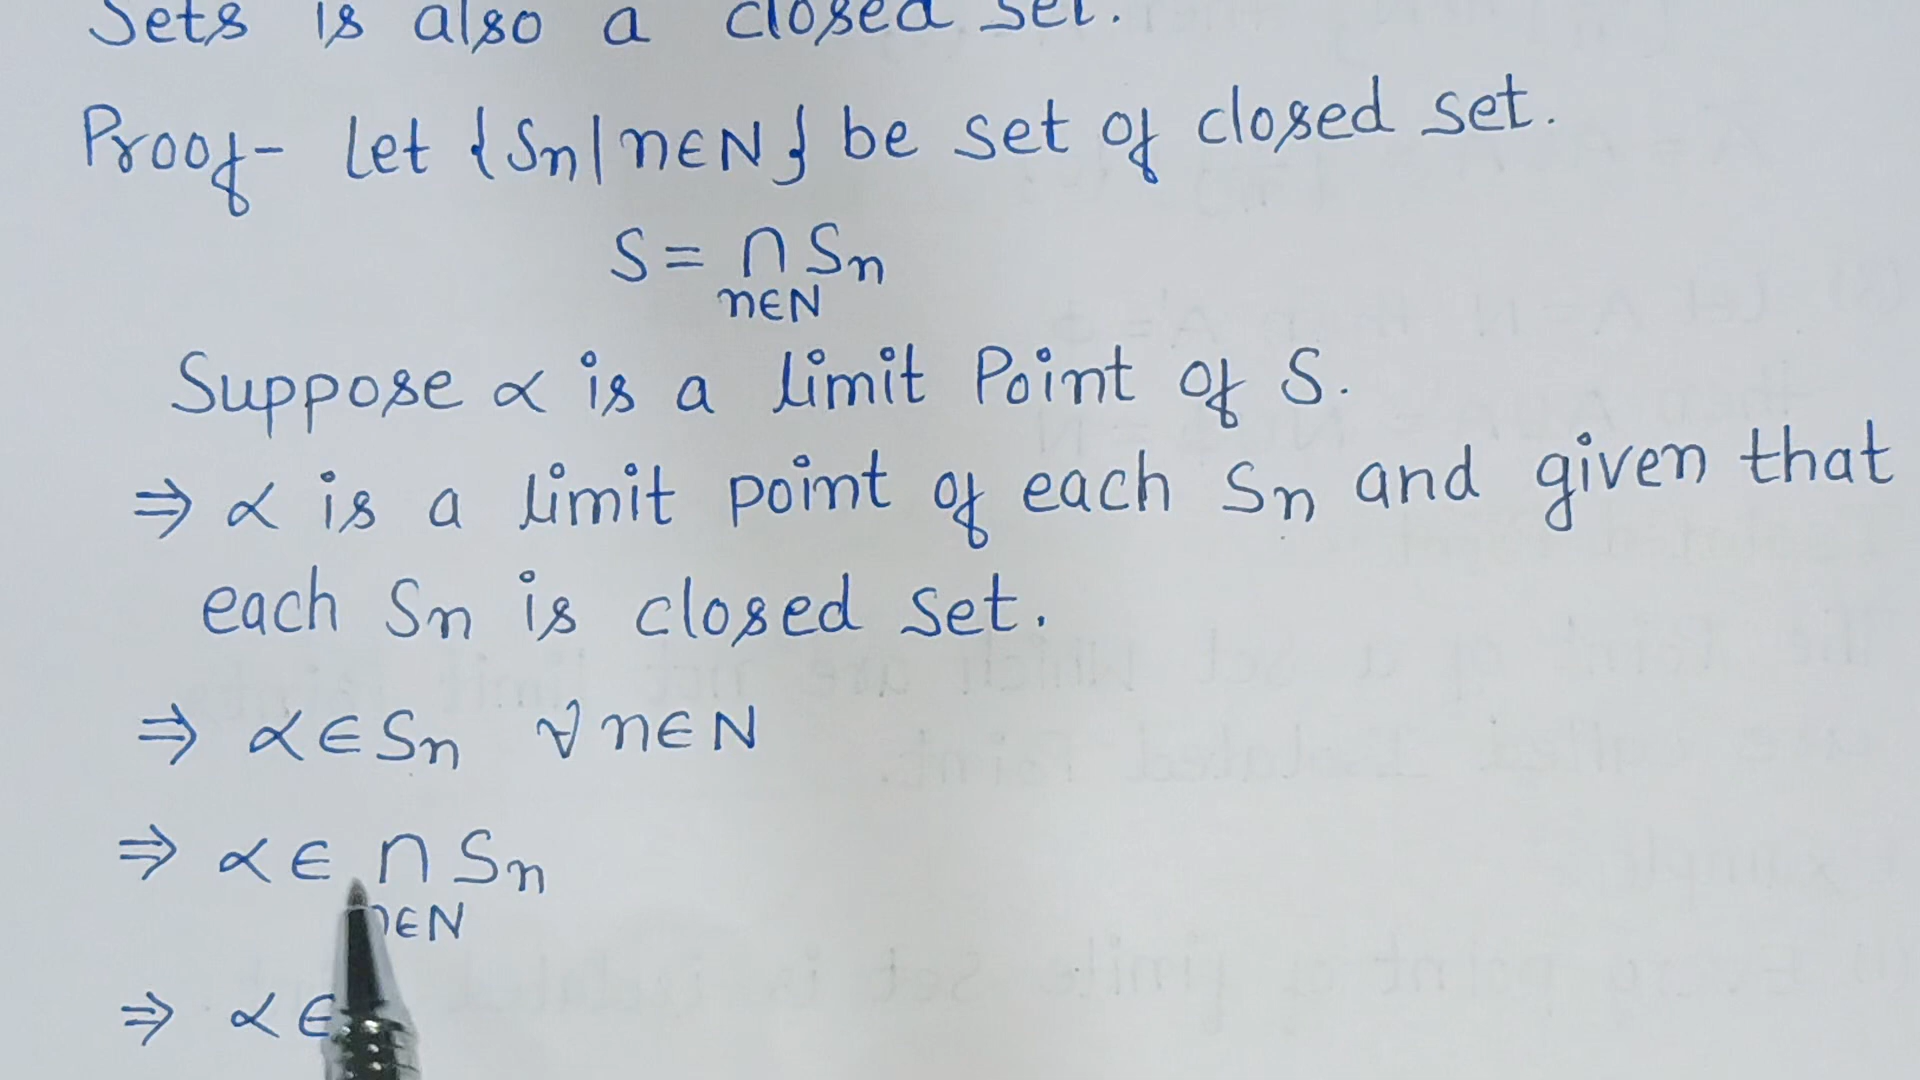 Sets is also a closed set.
Proof- Let {Sn | n∈N} be set of closed set.
S = ∩ Sn
n∈N
Suppose α is a limit Point of S.
⇒ α is a limit point of each Sn and given that
each Sn is closed set.
⇒ α∈Sn ∀ n∈N
⇒ α∈ ∩ Sn
n∈N
⇒ α∈